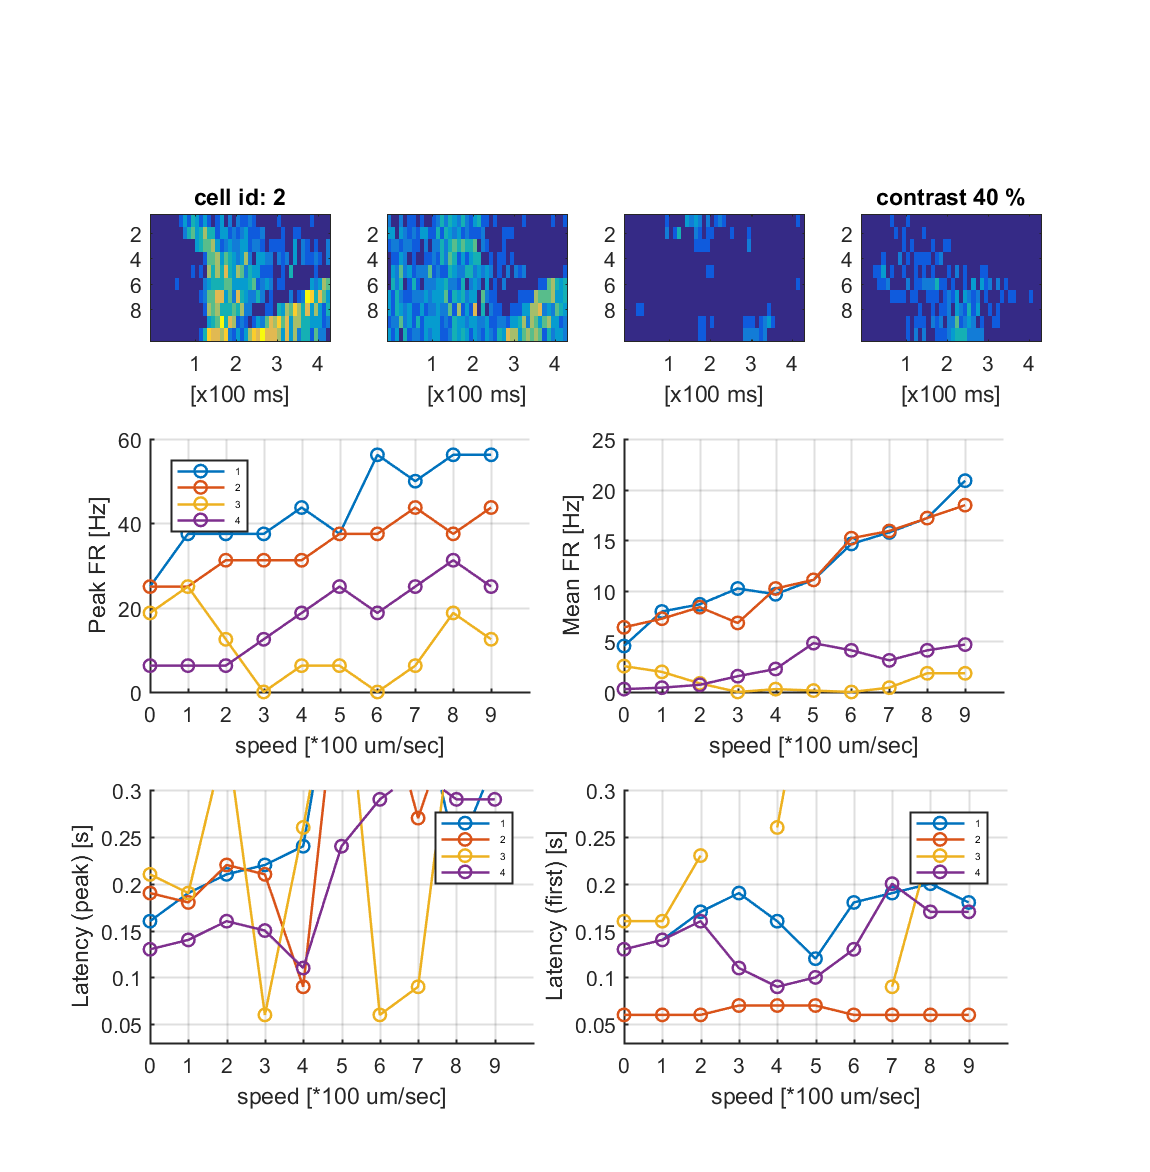 cell id: 2
contrast 40 %
2
4
6
8
1 2 3 4
[x100 ms]
2
4
6
8
1 2 3 4
[x100 ms]
2
4
6
8
1 2 3 4
[x100 ms]
2
4
6
8
1 2 3 4
[x100 ms]
Peak FR [Hz]
60
40
20
0
1
2
3
4
0 1 2 3 4 5 6 7 8 9
speed [*100 um/sec]
Mean FR [Hz]
25
20
15
10
5
0
0 1 2 3 4 5 6 7 8 9
speed [*100 um/sec]
Latency (peak) [s]
0.3
0.25
0.2
0.15
0.1
0.05
1
2
3
4
0 1 2 3 4 5 6 7 8 9
speed [*100 um/sec]
Latency (first) [s]
0.3
0.25
0.2
0.15
0.1
0.05
1
2
3
4
0 1 2 3 4 5 6 7 8 9
speed [*100 um/sec]